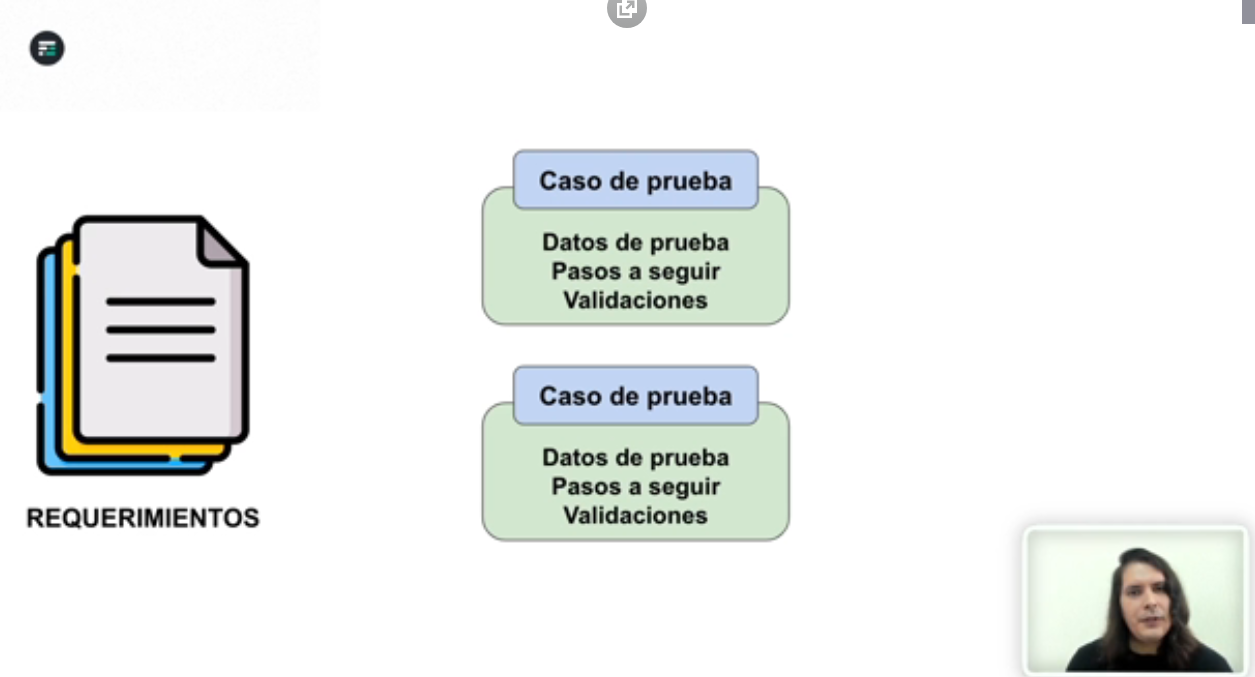 Caso de prueba
Datos de prueba
Pasos a seguir
Validaciones
Caso de prueba
Datos de prueba
Pasos a seguir
Validaciones
REQUERIMIENTOS